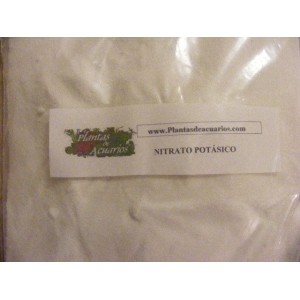 Plantas
de
Acuarios
www.Plantasdeacuarios.com
NITRATO POTÁSICO